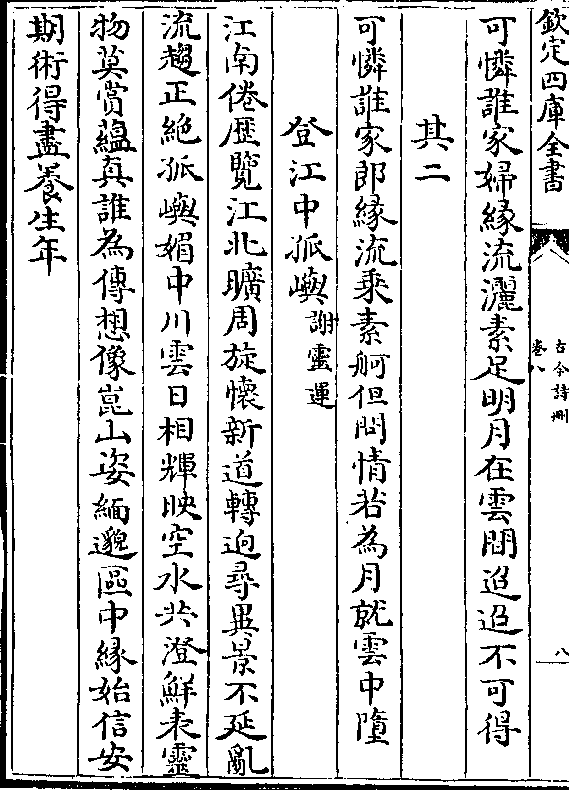 欽定四庫全書
古今詩刪
卷八
八
可憐誰家婦緣流灑素足明月在雲間迢迢不可得
其二
可憐誰家郎緣流乘素舸但問情若為月就雲中墮
登江中孤嶼謝靈運
江南倦歷覽江北曠周旋懷新道轉迥尋異景不延亂
流趨正絕孤嶼媚中川雲日相輝映空水共澄鮮表靈
物莫賞蘊真誰為傳想像崑山姿緬邈區中緣始信安
期術得盡養生年